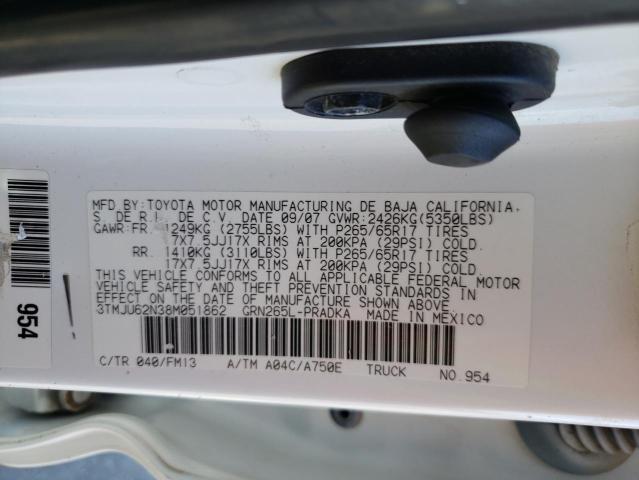 MFD BY:TOYOTA MOTOR MANUFACTURING DE BAJA CALIFORNIA,
S. DE R.L. DE C.V. DATE 09/07 GVWR:2426KG(5350LBS)
GAWR:FR. 1249KG (2755LBS) WITH P265/65R17 TIRES
17X7.5JJ17X RIMS AT 200KPA (29PSI) COLD.
RR. 1410KG (3110LBS) WITH P265/65R17 TIRES
17X7.5JJ17X RIMS AT 200KPA (29PSI) COLD.
THIS VEHICLE CONFORMS TO ALL APPLICABLE FEDERAL MOTOR
VEHICLE SAFETY AND THEFT PREVENTION STANDARDS IN
EFFECT ON THE DATE OF MANUFACTURE SHOWN ABOVE.
3TMJU62N38M051862 GRN265L-PRADKA MADE IN MEXICO
C/TR 040/FM13 A/TM A04C/A750E TRUCK NO.954
954